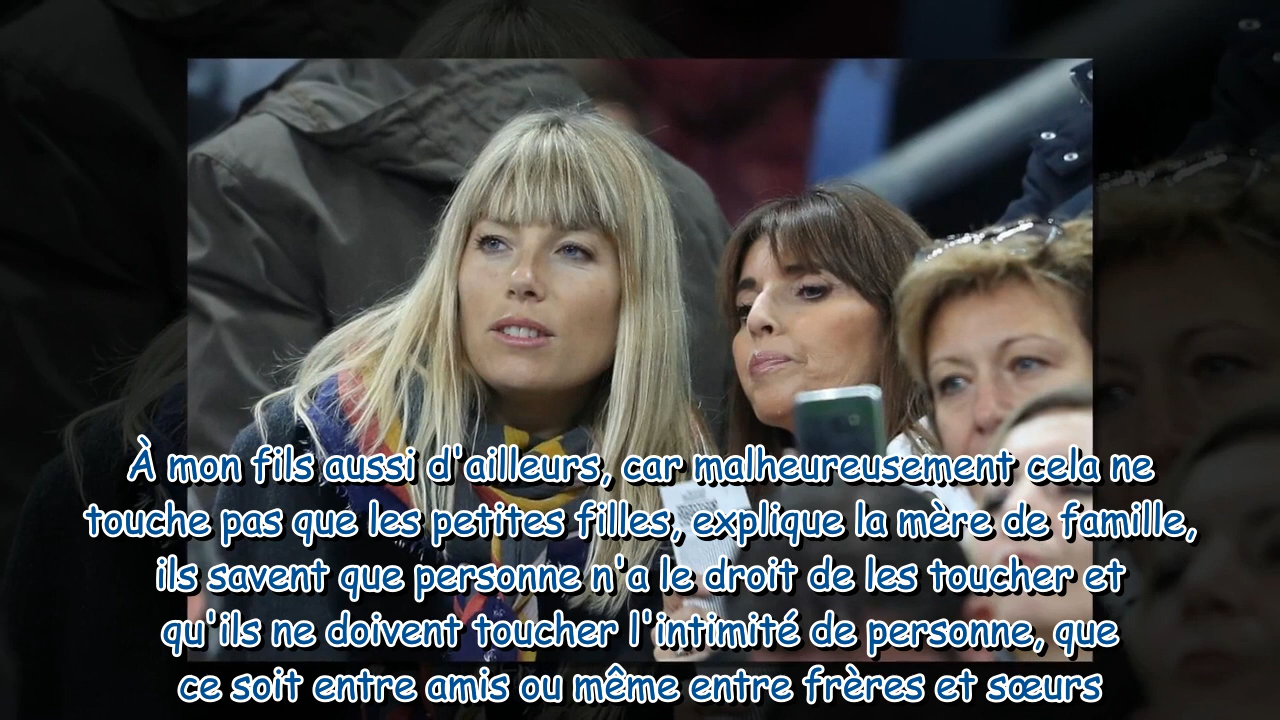 À mon fils aussi d'ailleurs, car malheureusement cela ne
touche pas que les petites filles, explique la mère de famille,
ils savent que personne n'a le droit de les toucher et
qu'ils ne doivent toucher l'intimité de personne, que
ce soit entre amis ou même entre frères et sœurs